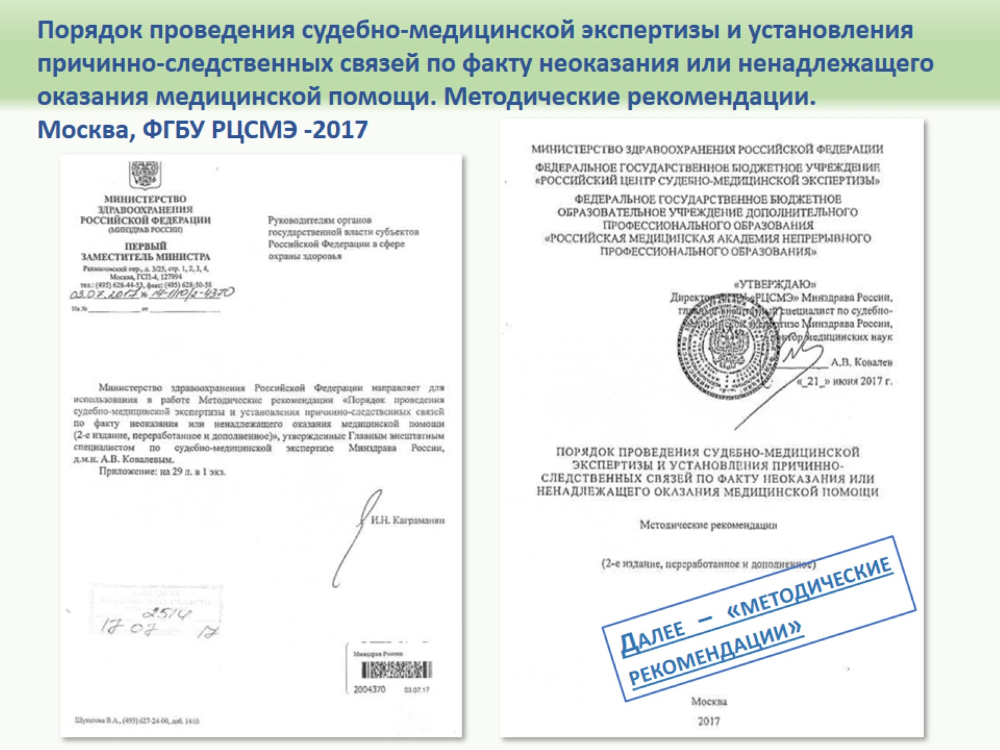 Порядок проведения судебно-медицинской экспертизы и установления
причинно-следственных связей по факту неоказания или ненадлежащего
оказания медицинской помощи. Методические рекомендации.
Москва, ФГБУ РЦСМЭ -2017
МИНИСТЕРСТВО
ЗДРАВООХРАНЕНИЯ
РОССИЙСКОЙ ФЕДЕРАЦИИ
(МИНЗДРАВ РОССИИ)
ПЕРВЫЙ
ЗАМЕСТИТЕЛЬ МИНИСТРА
Рахмановский пер., д. 3/25, стр. 1, 2, 3, 4,
Москва, ГСП-4, 127994
тел.: (495) 628-44-53, факс: (495) 628-50-58
03.07.2017 № 14-1/10/2-4370
На № от
Руководителям органов
государственной власти субъектов
Российской Федерации в сфере
охраны здоровья
Министерство здравоохранения Российской Федерации направляет для
использования в работе Методические рекомендации «Порядок проведения
судебно-медицинской экспертизы и установления причинно-следственных связей
по факту неоказания или ненадлежащего оказания медицинской помощи
(2-е издание, переработанное и дополненное)», утвержденные Главным внештатным
специалистом по судебно-медицинской экспертизе Минздрава России,
д.м.н. А.В. Ковалевым.
Приложение: на 29 л. в 1 экз.
И.Н. Каграманян
2514
17 07 17
Минздрав России
2004370 03.07.17
(495) 627-24-00, доб. 1410
МИНИСТЕРСТВО ЗДРАВООХРАНЕНИЯ РОССИЙСКОЙ ФЕДЕРАЦИИ
ФЕДЕРАЛЬНОЕ ГОСУДАРСТВЕННОЕ БЮДЖЕТНОЕ УЧРЕЖДЕНИЕ
«РОССИЙСКИЙ ЦЕНТР СУДЕБНО-МЕДИЦИНСКОЙ ЭКСПЕРТИЗЫ»
ФЕДЕРАЛЬНОЕ ГОСУДАРСТВЕННОЕ БЮДЖЕТНОЕ
ОБРАЗОВАТЕЛЬНОЕ УЧРЕЖДЕНИЕ ДОПОЛНИТЕЛЬНОГО
ПРОФЕССИОНАЛЬНОГО ОБРАЗОВАНИЯ
«РОССИЙСКАЯ МЕДИЦИНСКАЯ АКАДЕМИЯ НЕПРЕРЫВНОГО
ПРОФЕССИОНАЛЬНОГО ОБРАЗОВАНИЯ»
«УТВЕРЖДАЮ»
Директор ФГБУ «РЦСМЭ» Минздрава России,
главный внештатный специалист по судебно-
медицинской экспертизе Минздрава России,
доктор медицинских наук
А.В. Ковалев
«_21_» июня 2017 г.
ПОРЯДОК ПРОВЕДЕНИЯ СУДЕБНО-МЕДИЦИНСКОЙ
ЭКСПЕРТИЗЫ И УСТАНОВЛЕНИЯ ПРИЧИННО-
СЛЕДСТВЕННЫХ СВЯЗЕЙ ПО ФАКТУ НЕОКАЗАНИЯ ИЛИ
НЕНАДЛЕЖАЩЕГО ОКАЗАНИЯ МЕДИЦИНСКОЙ ПОМОЩИ
Методические рекомендации
(2-е издание, переработанное и дополненное)
ДАЛЕЕ – «МЕТОДИЧЕСКИЕ
РЕКОМЕНДАЦИИ»
Москва
2017